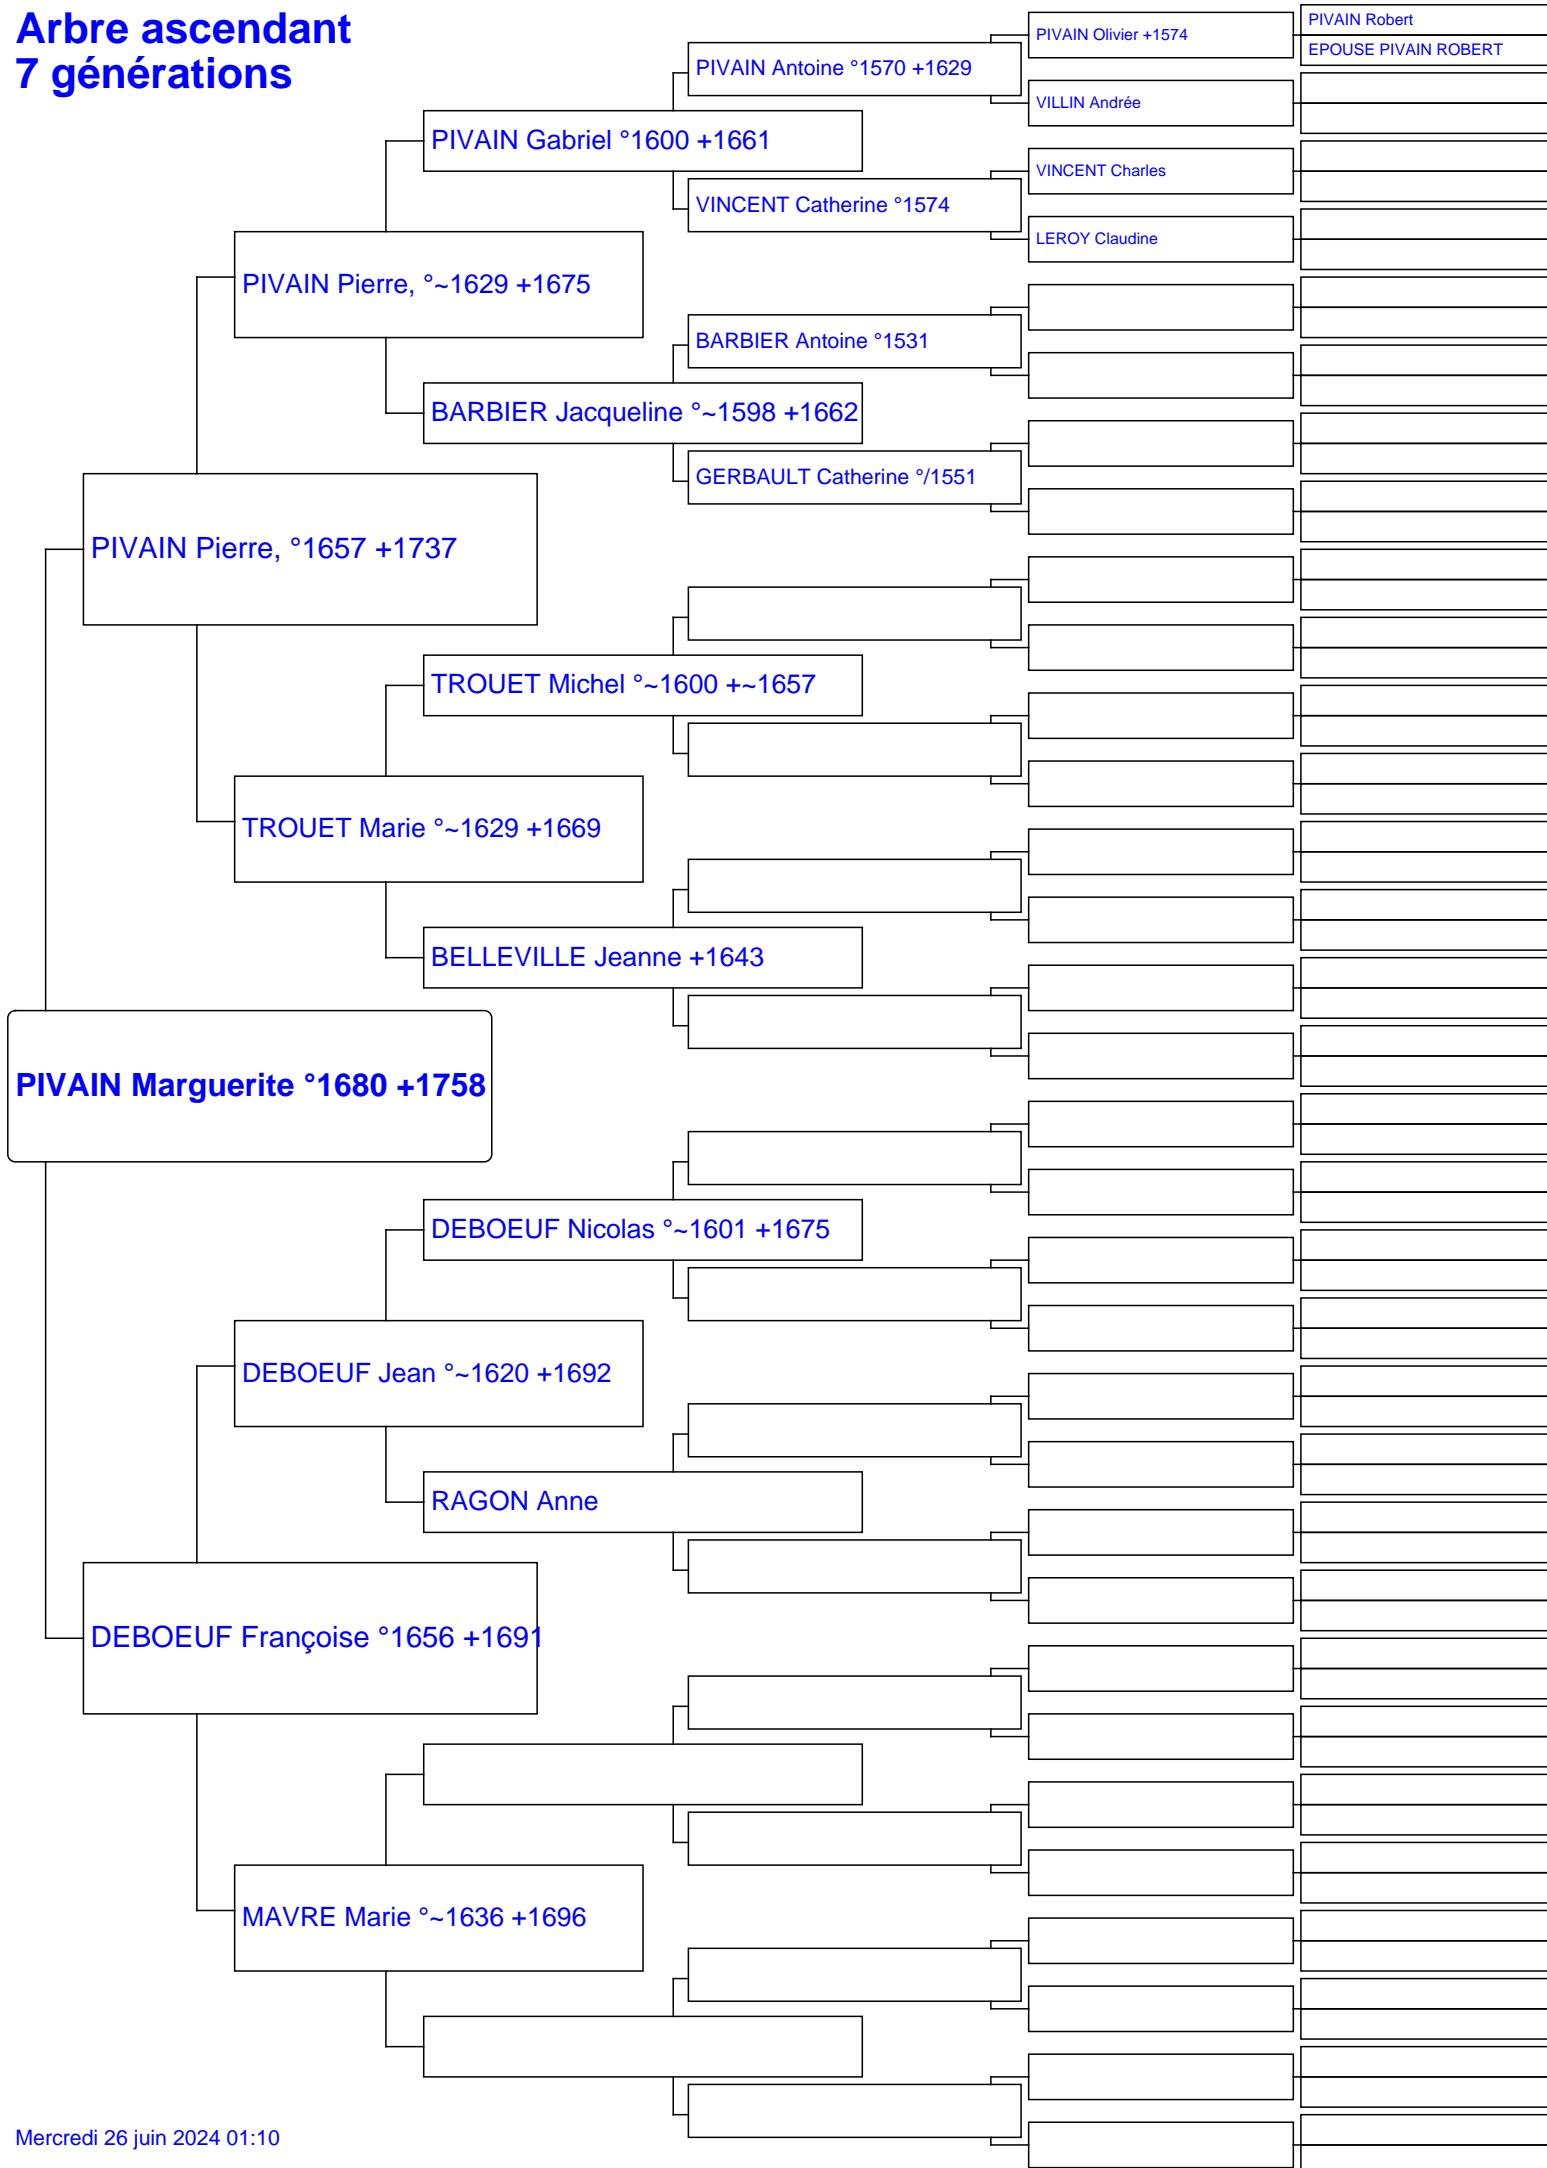 Arbre ascendant
7 générations
PIVAIN Robert
EPOUSE PIVAIN ROBERT
PIVAIN Olivier +1574
PIVAIN Antoine °1570 +1629
VILLIN Andrée
PIVAIN Gabriel °1600 +1661
VINCENT Charles
VINCENT Catherine °1574
LEROY Claudine
PIVAIN Pierre, °~1629 +1675
BARBIER Antoine °1531
BARBIER Jacqueline °~1598 +1662
GERBAULT Catherine °/1551
PIVAIN Pierre, °1657 +1737
TROUET Michel °~1600 +~1657
TROUET Marie °~1629 +1669
BELLEVILLE Jeanne +1643
PIVAIN Marguerite °1680 +1758
DEBOEUF Nicolas °~1601 +1675
DEBOEUF Jean °~1620 +1692
RAGON Anne
DEBOEUF Françoise °1656 +1691
MAVRE Marie °~1636 +1696
Mercredi 26 juin 2024 01:10